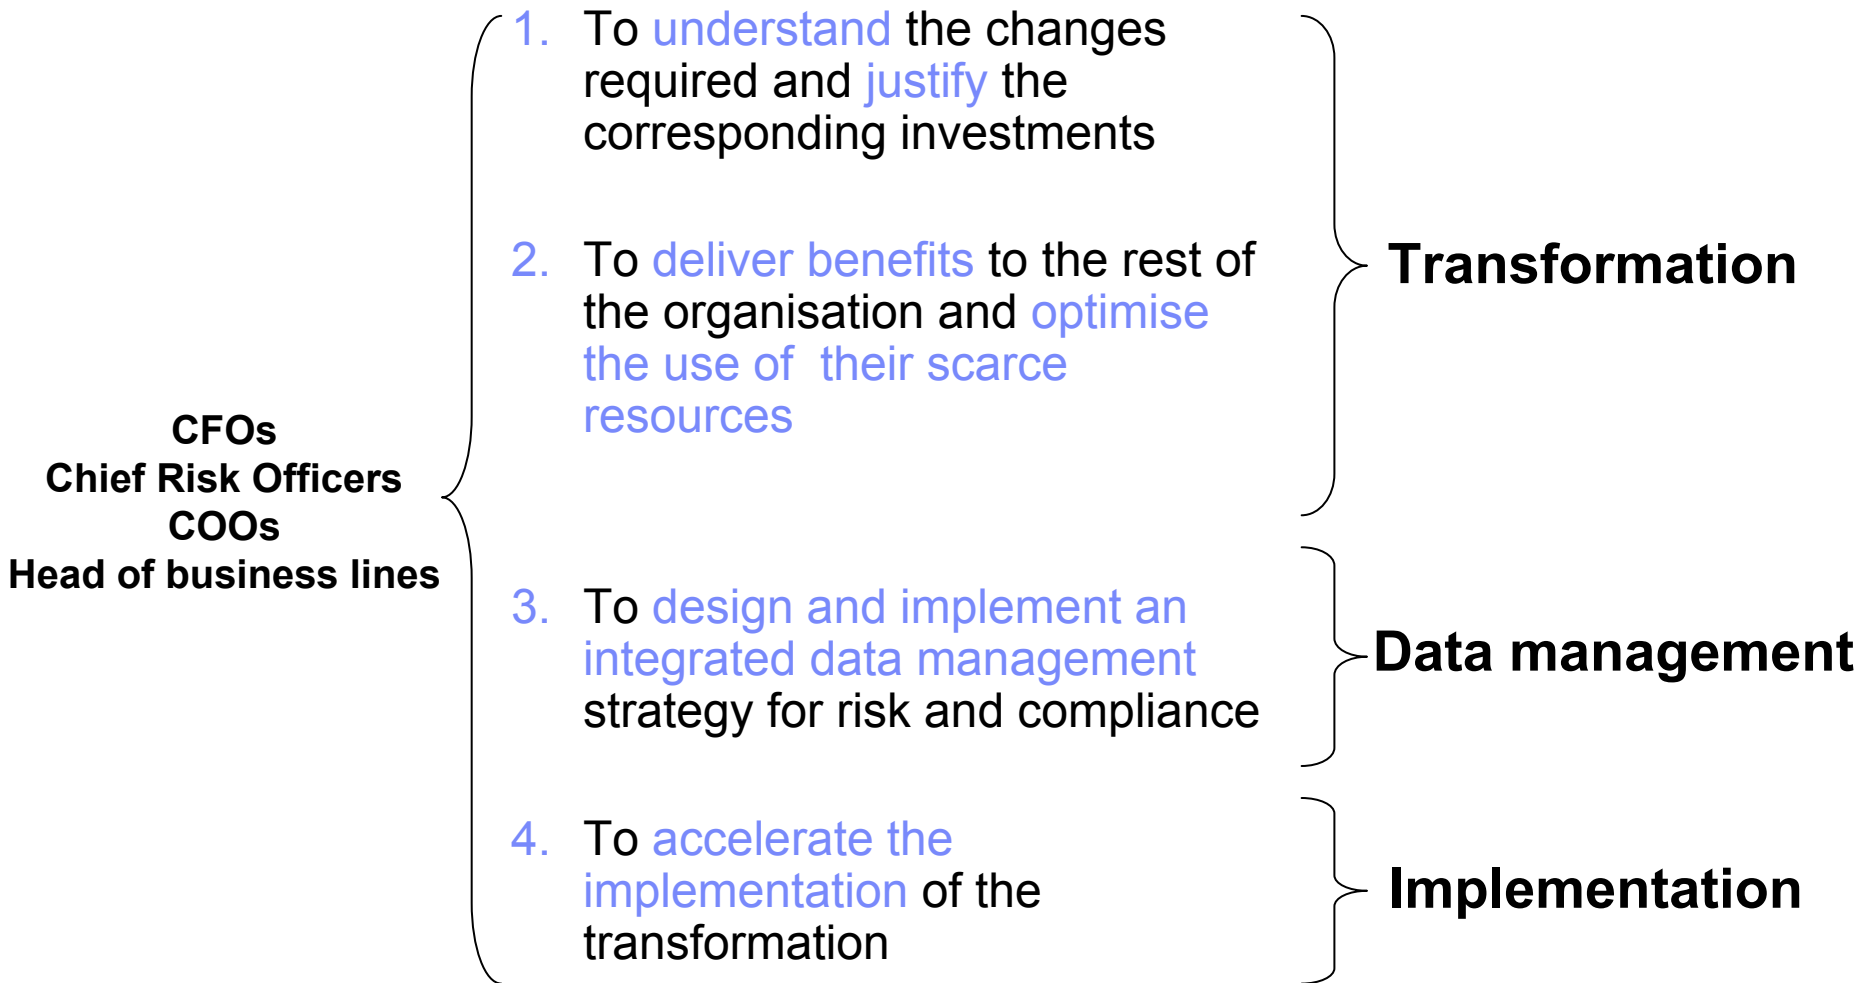 CFOs
Chief Risk Officers
COOs
Head of business lines
1. To understand the changes
required and justify the
corresponding investments
2. To deliver benefits to the rest of
the organisation and optimise
the use of  their scarce
resources
Transformation
3. To design and implement an
integrated data management
strategy for risk and compliance
Data management
4. To accelerate the
implementation of the
transformation
Implementation